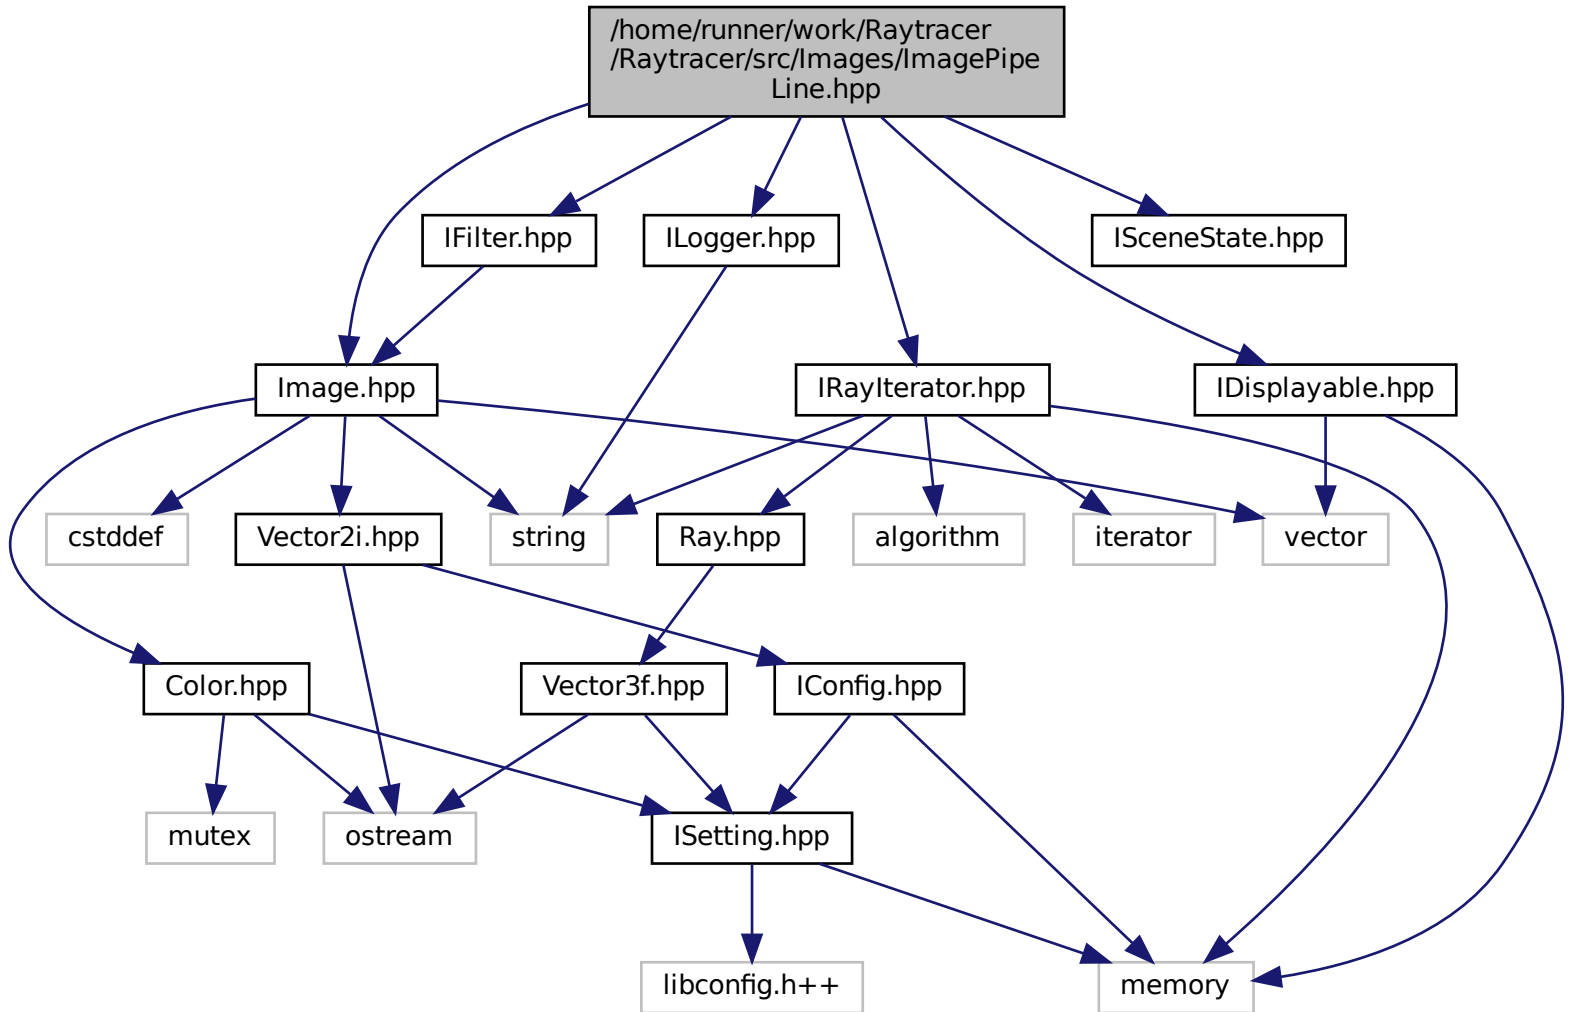 /home/runner/work/Raytracer
/Raytracer/src/Images/ImagePipe
Line.hpp
IFilter.hpp
ILogger.hpp
ISceneState.hpp
Image.hpp
IRayIterator.hpp
IDisplayable.hpp
cstddef
Vector2i.hpp
string
Ray.hpp
algorithm
iterator
vector
Color.hpp
Vector3f.hpp
IConfig.hpp
mutex
ostream
ISetting.hpp
libconfig.h++
memory